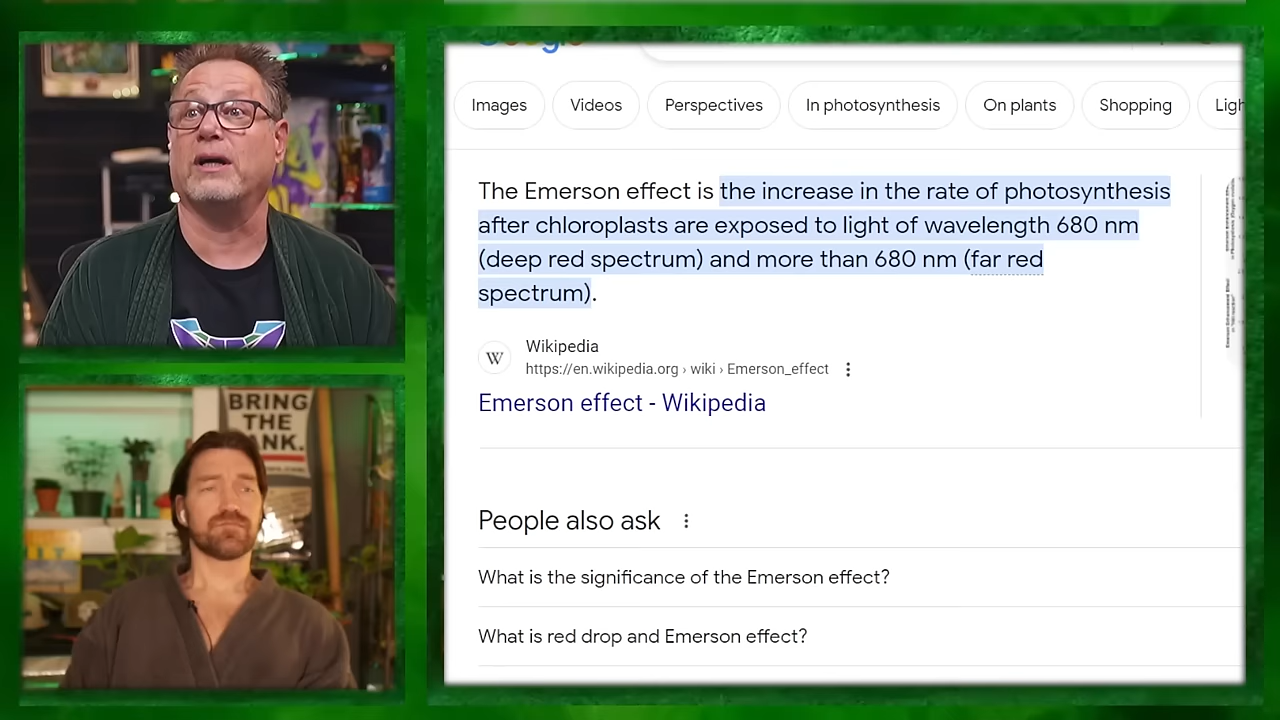 BRING
THE
Google
Images Videos Perspectives In photosynthesis On plants Shopping
The Emerson effect is the increase in the rate of photosynthesis
after chloroplasts are exposed to light of wavelength 680 nm
(deep red spectrum) and more than 680 nm (far red
spectrum).
W
Wikipedia
https://en.wikipedia.org › wiki › Emerson_effect
Emerson effect - Wikipedia
People also ask
What is the significance of the Emerson effect?
What is red drop and Emerson effect?